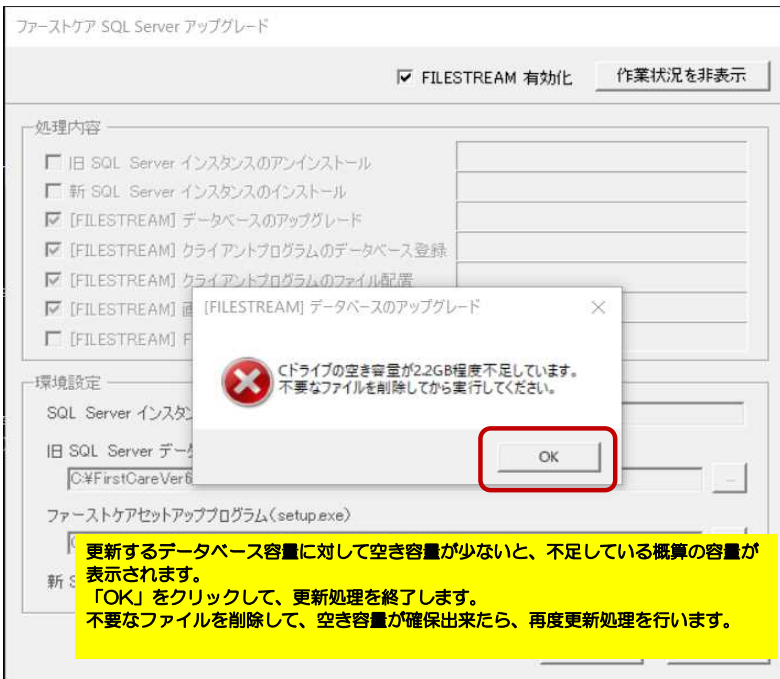 ファーストケア SQL Server アップグレード
FILESTREAM 有効化
作業状況を非表示
処理内容
旧 SQL Server インスタンスのアンインストール
新 SQL Server インスタンスのインストール
[FILESTREAM] データベースのアップグレード
[FILESTREAM] クライアントプログラムのデータベース登録
[FILESTREAM] クライアントプログラムのファイル配置
[FILESTREAM] 画
[FILESTREAM] F
[FILESTREAM] データベースのアップグレード
Cドライブの空き容量が2.2GB程度不足しています。
不要なファイルを削除してから実行してください。
OK
環境設定
SQL Server インスタン
旧 SQL Server データ
C:¥FirstCareVer6
...
ファーストケアセットアッププログラム(setup.exe)
新 S
更新するデータベース容量に対して空き容量が少ないと、不足している概算の容量が
表示されます。
「OK」をクリックして、更新処理を終了します。
不要なファイルを削除して、空き容量が確保出来たら、再度更新処理を行います。